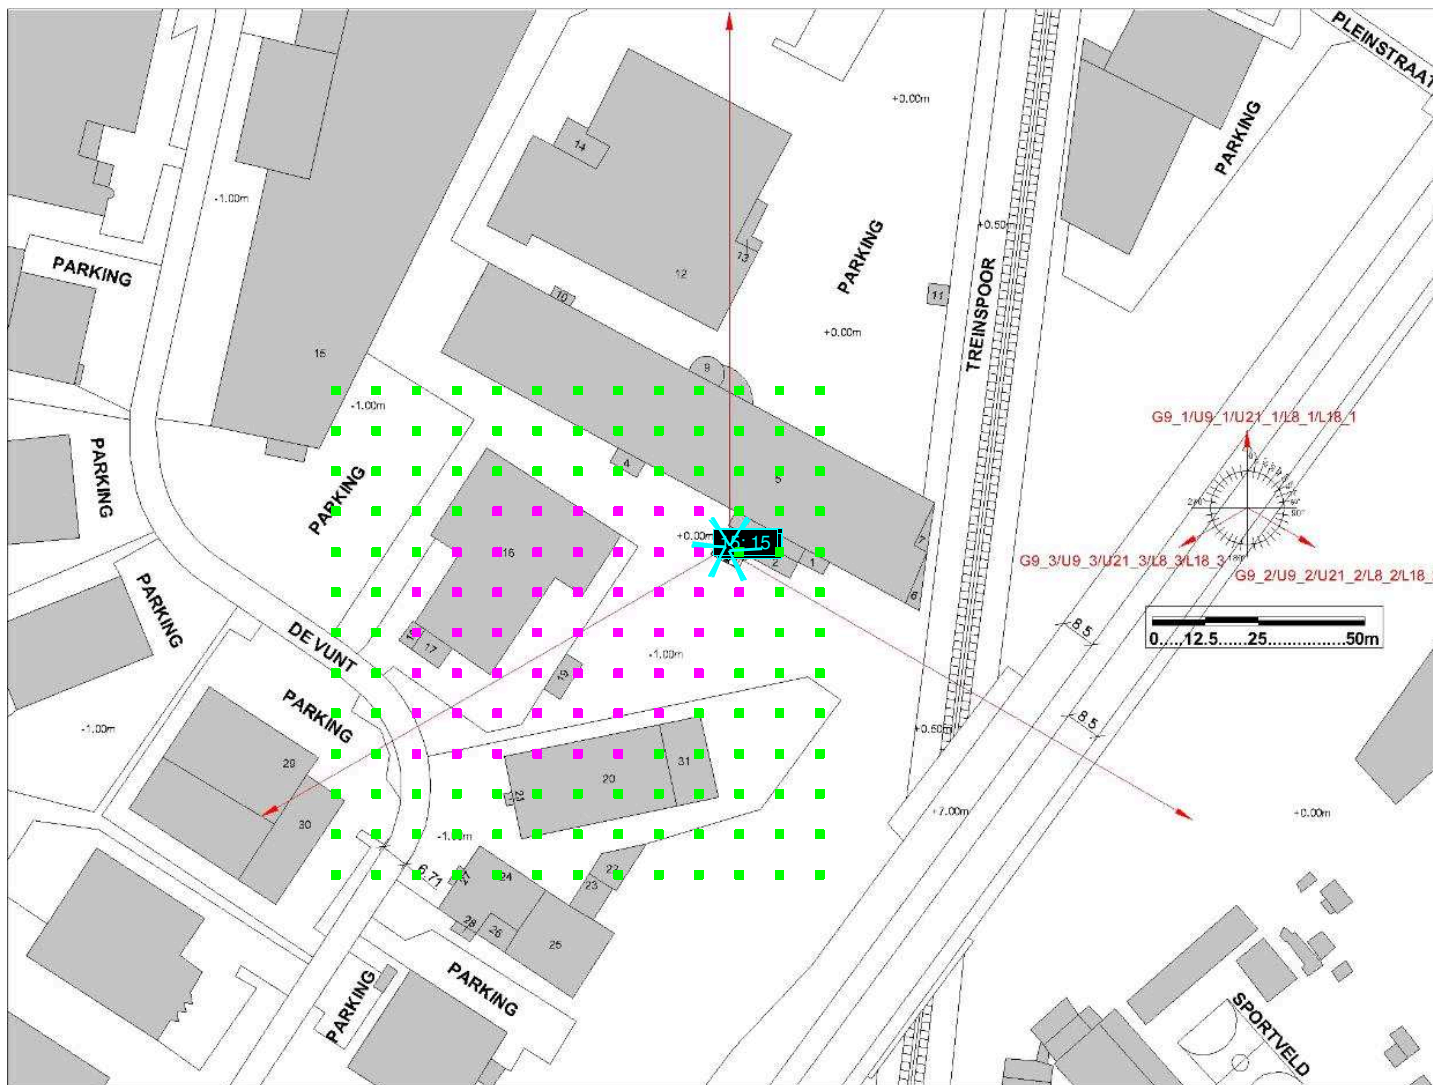 PLEINSTRAAT
+0.00m
14
PARKING
-1.00m
+0.50m
PARKING
13
12
PARKING
TREINSPOOR
11
10
+0.00m
15
9
-1.00m
G9_1/U9_1/U21_1/L8_1/L18_1
PARKING
4
5
PARKING
270°
90°
+0.00m
15
7
16
2
1
180°
G9_3/U9_3/U21_3/L8_3/L18_3
G9_2/U9_2/U21_2/L8_2/L18_
6
PARKING
8.5
0.....12.5......25............50m
DE VUNT
17
-1.00m
19
PARKING
8.5
-1.00m
+0.50m
29
31
20
21
30
+7.00m
+0.00m
-1.00m
6.71
27
24
22
23
28
26
25
PARKING
PARKING
SPORTVELD